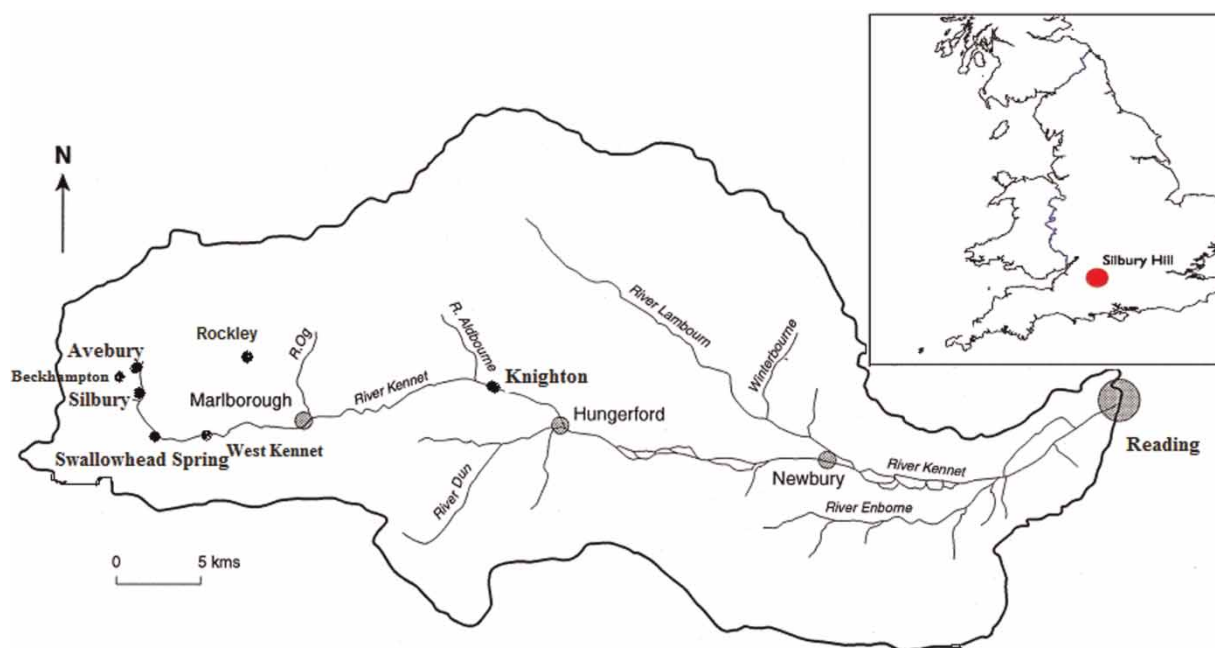 N
Silbury Hill
River Lambourn
R. Aldbourne
Winterbourne
R.Og
Rockley
Avebury
Beckhampton
Silbury
Marlborough
River Kennet
Knighton
Hungerford
Reading
Swallowhead Spring
West Kennet
River Dun
Newbury
River Kennet
River Enborne
0 5 kms